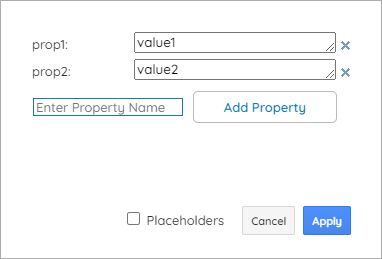 prop1: value1
prop2: value2
Enter Property Name Add Property
Placeholders Cancel Apply